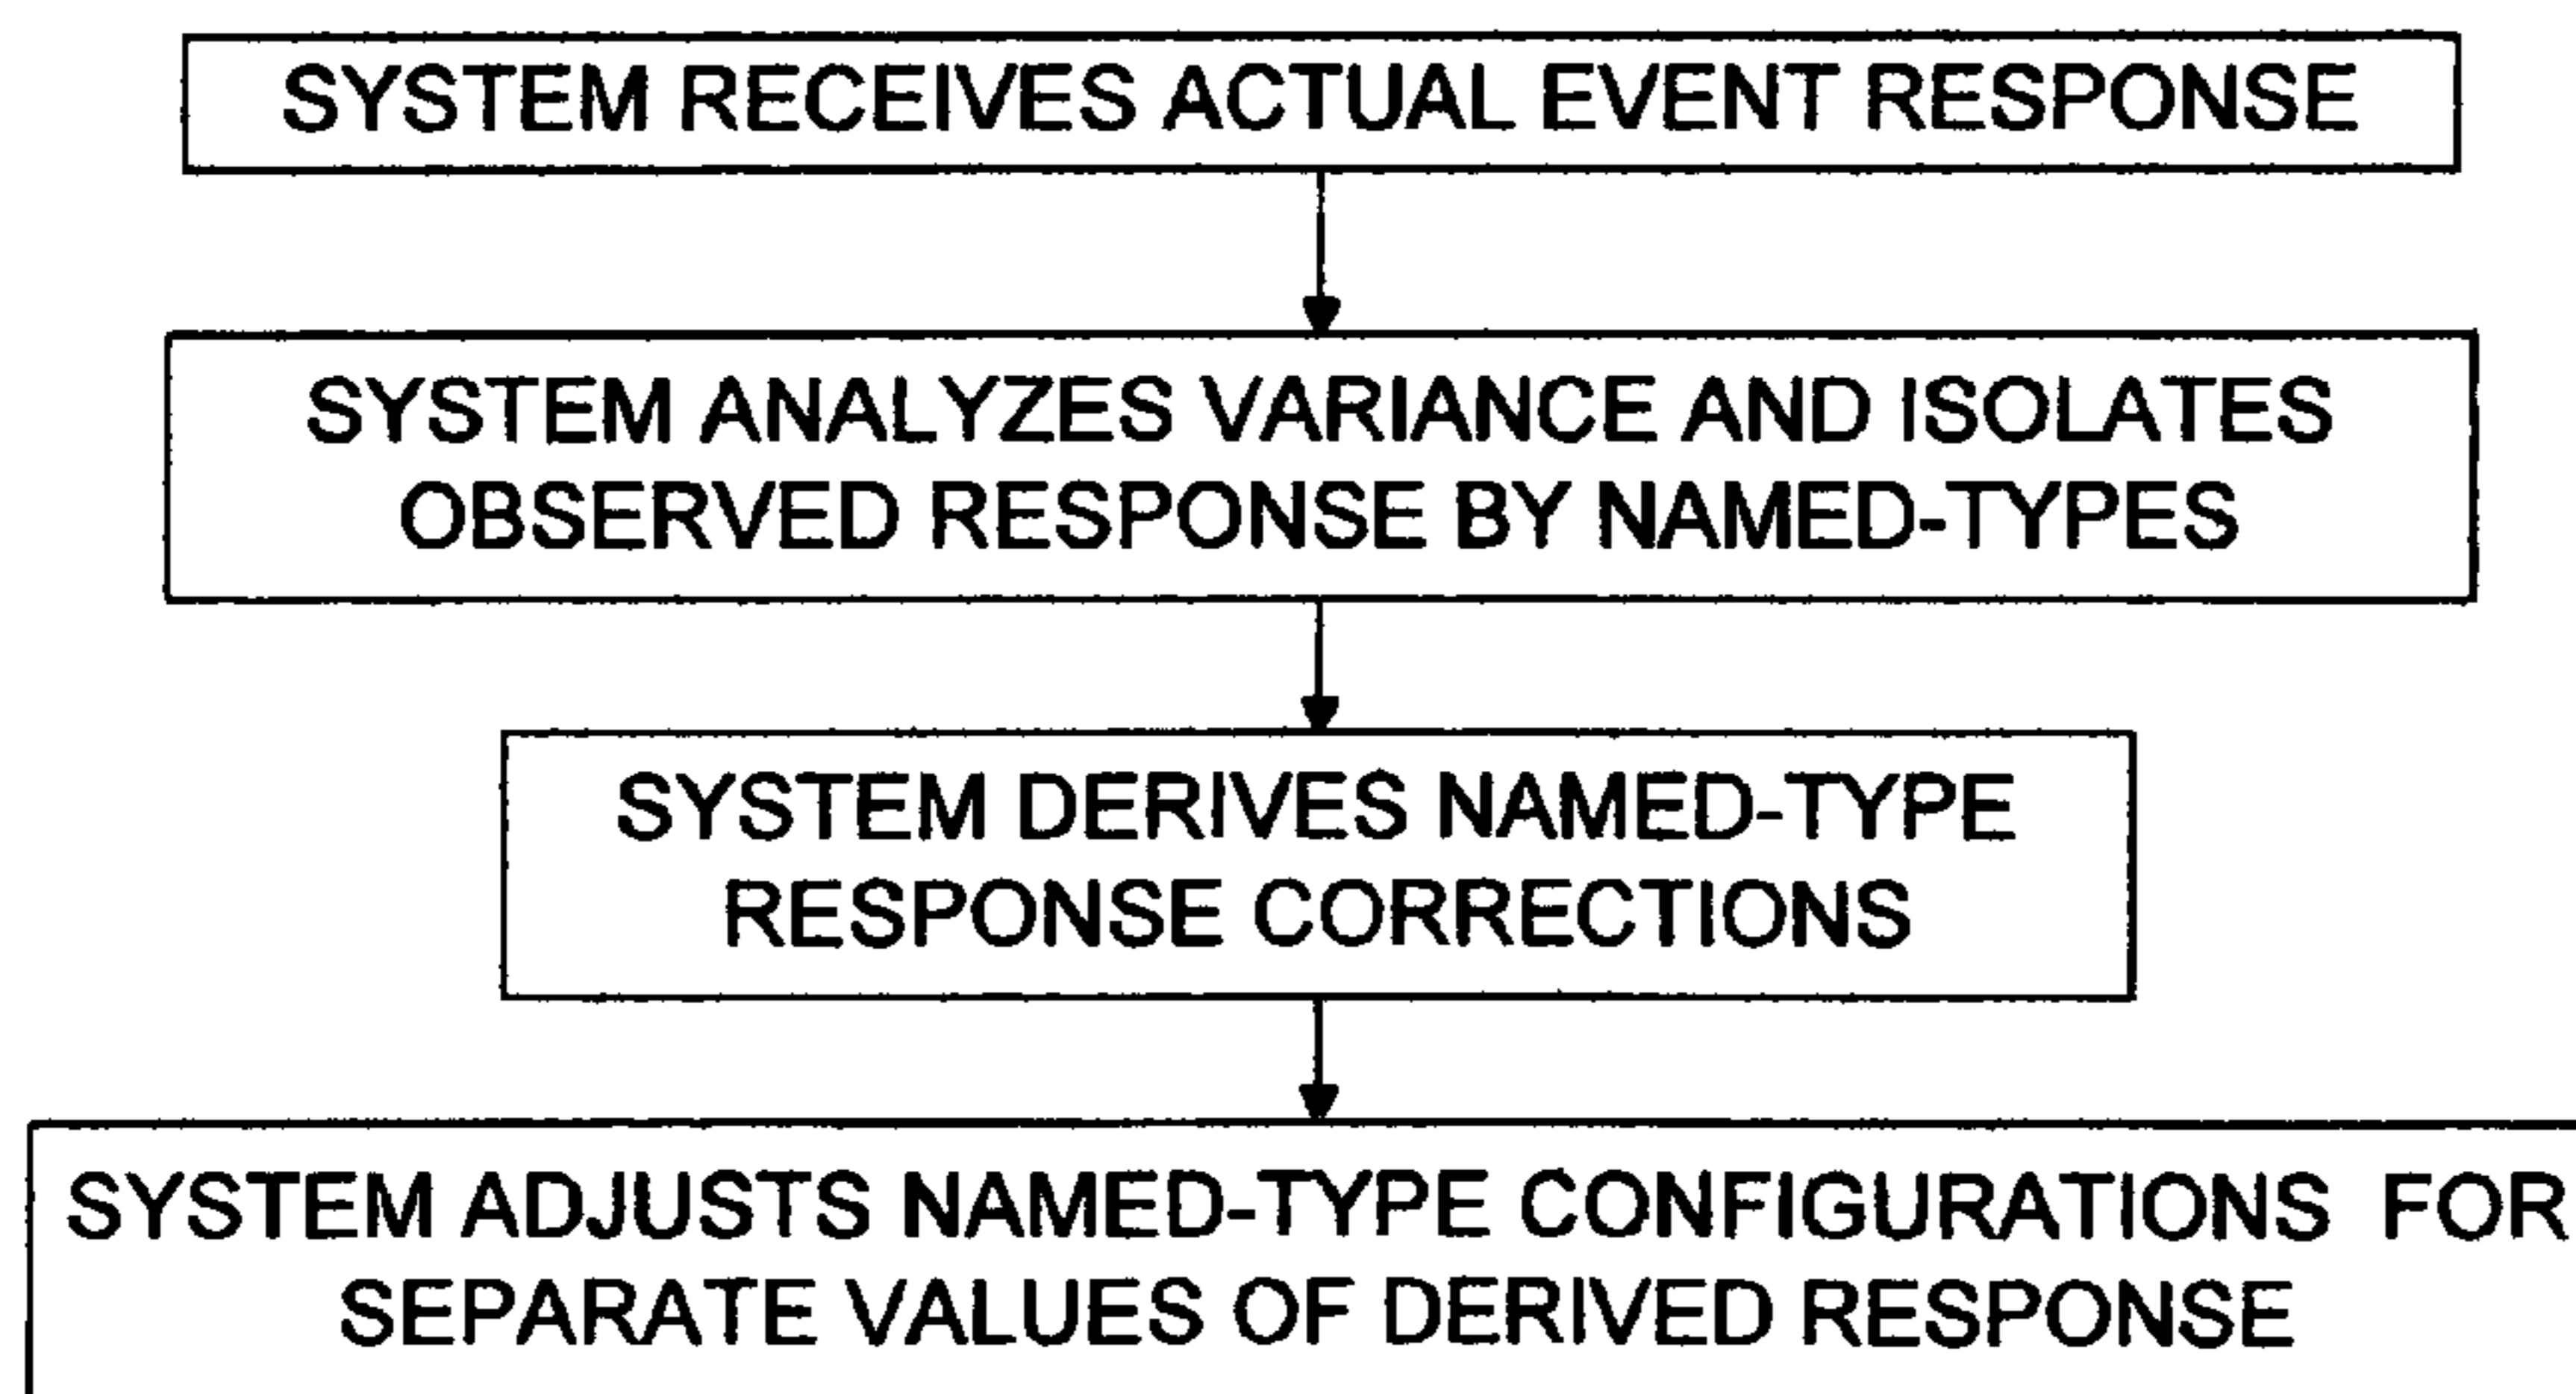 SYSTEM RECEIVES ACTUAL EVENT RESPONSE
SYSTEM ANALYZES VARIANCE AND ISOLATES
OBSERVED RESPONSE BY NAMED-TYPES
SYSTEM DERIVES NAMED-TYPE
RESPONSE CORRECTIONS
SYSTEM ADJUSTS NAMED-TYPE CONFIGURATIONS FOR
SEPARATE VALUES OF DERIVED RESPONSE